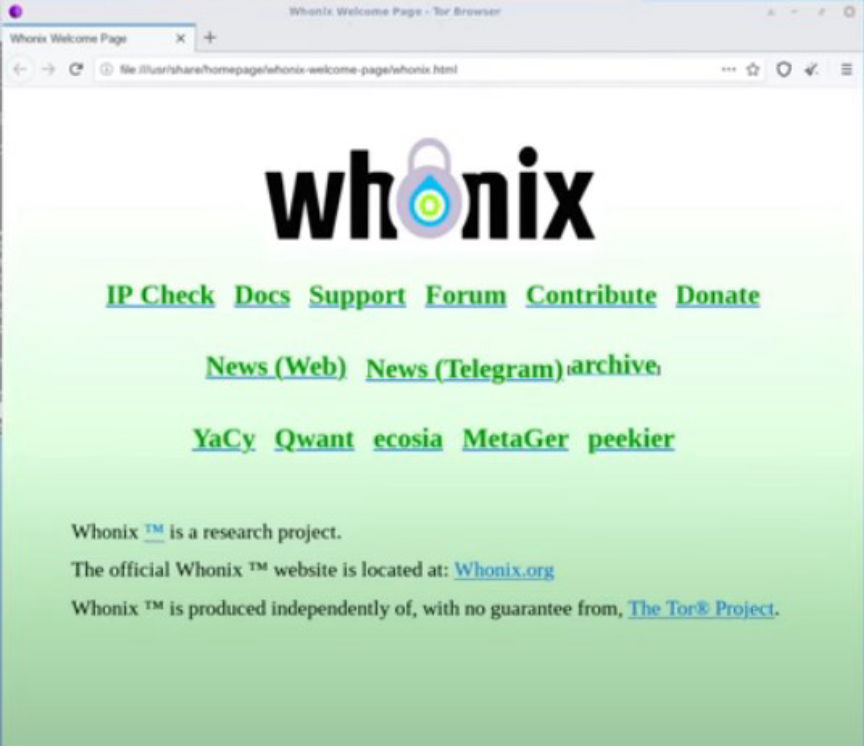 Whonix Welcome Page - Tor Browser
Whonix Welcome Page
file:///usr/share/homepage/whonix-welcome-page/whonix.html
whonix
IP Check Docs Support Forum Contribute Donate
News (Web) News (Telegram) [archive]
YaCy Qwant ecosia MetaGer peekier
Whonix ™ is a research project.
The official Whonix ™ website is located at: Whonix.org
Whonix ™ is produced independently of, with no guarantee from, The Tor® Project.